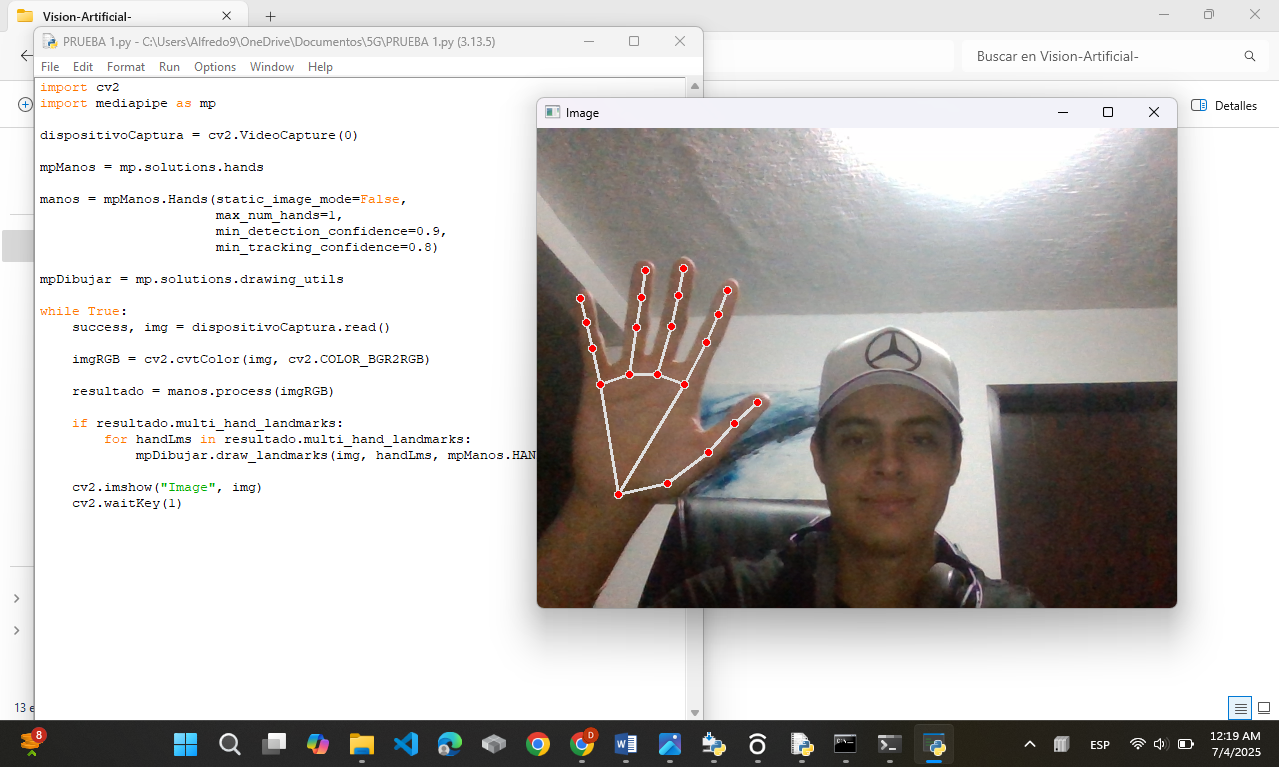 Vision-Artificial-
PRUEBA 1.py - C:\Users\Alfredo9\OneDrive\Documentos\5G\PRUEBA 1.py (3.13.5)
Buscar en Vision-Artificial-
File Edit Format Run Options Window Help
Detalles
import cv2
import mediapipe as mp
dispositivoCaptura = cv2.VideoCapture(0)
mpManos = mp.solutions.hands
manos = mpManos.Hands(static_image_mode=False,
max_num_hands=1,
min_detection_confidence=0.9,
min_tracking_confidence=0.8)
mpDibujar = mp.solutions.drawing_utils
while True:
success, img = dispositivoCaptura.read()
imgRGB = cv2.cvtColor(img, cv2.COLOR_BGR2RGB)
resultado = manos.process(imgRGB)
if resultado.multi_hand_landmarks:
for handLms in resultado.multi_hand_landmarks:
mpDibujar.draw_landmarks(img, handLms, mpManos.HAN
cv2.imshow("Image", img)
cv2.waitKey(1)
Image
13 e
8
D
ESP
12:19 AM
7/4/2025